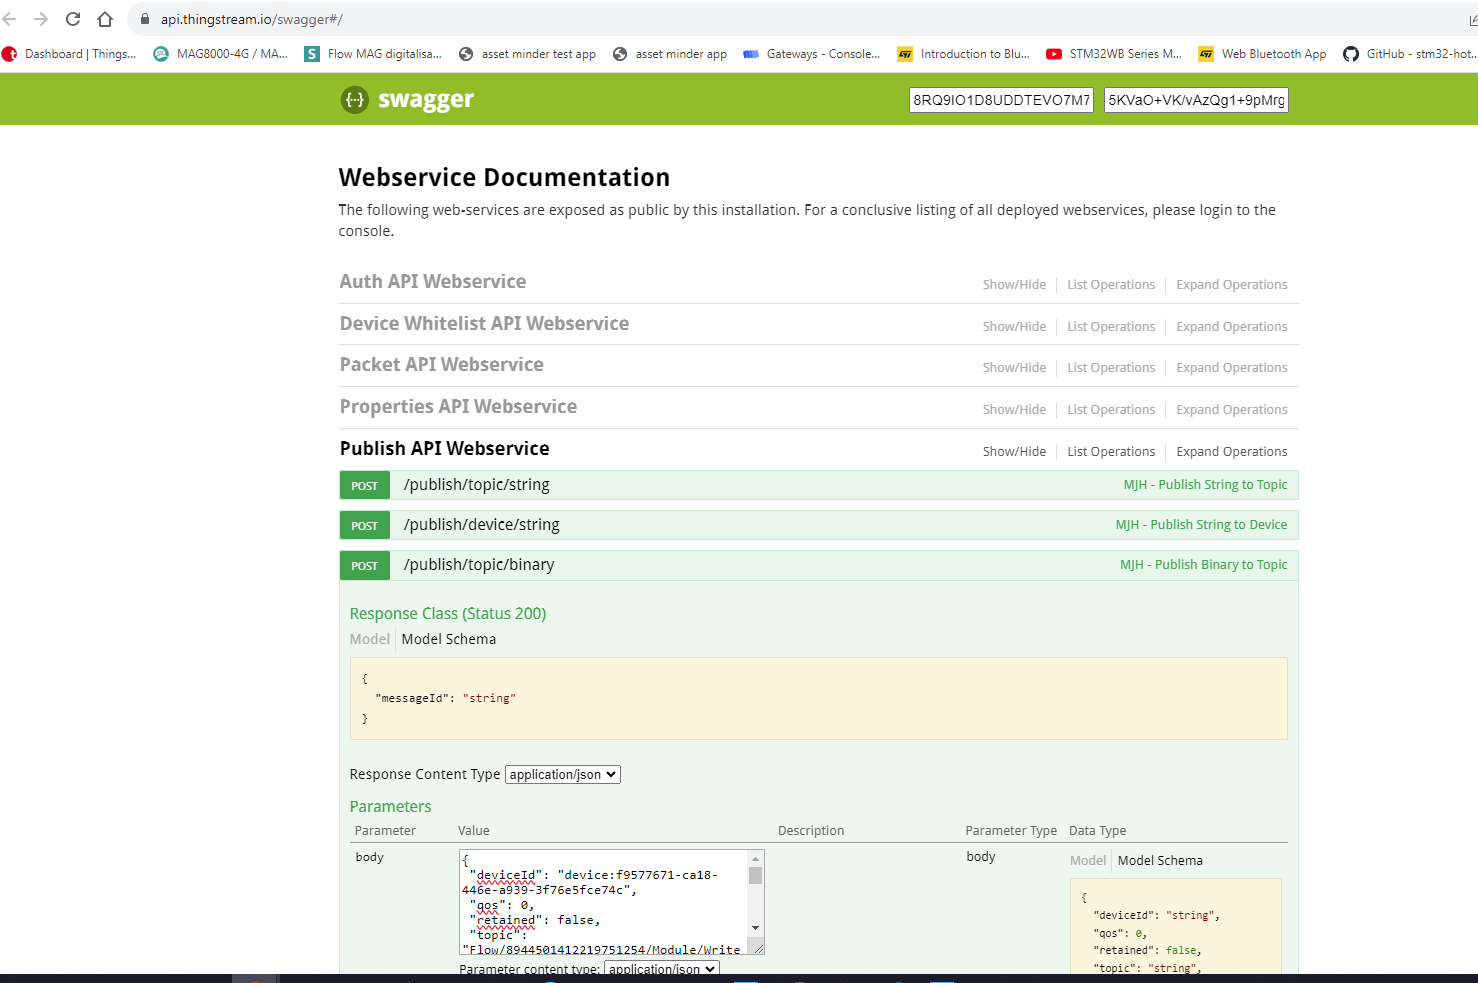 api.thingstream.io/swagger#/
Dashboard | Things... MAG8000-4G / MA... Flow MAG digitalisa... asset minder test app asset minder app Gateways - Console... Introduction to Blu... STM32WB Series M... Web Bluetooth App GitHub - stm32-hot...
{··} swagger 8RQ9IO1D8UDDTEVO7M7 5KVaO+VK/vAzQg1+9pMrg
Webservice Documentation
The following web-services are exposed as public by this installation. For a conclusive listing of all deployed webservices, please login to the
console.
Auth API Webservice Show/Hide List Operations Expand Operations
Device Whitelist API Webservice Show/Hide List Operations Expand Operations
Packet API Webservice Show/Hide List Operations Expand Operations
Properties API Webservice Show/Hide List Operations Expand Operations
Publish API Webservice Show/Hide List Operations Expand Operations
POST /publish/topic/string MJH - Publish String to Topic
POST /publish/device/string MJH - Publish String to Device
POST /publish/topic/binary MJH - Publish Binary to Topic
Response Class (Status 200)
Model Model Schema
{
"messageId": "string"
}
Response Content Type application/json
Parameters
Parameter Value Description Parameter Type Data Type
body
{
"deviceId": "device:f9577671-ca18-
446e-a939-3f76e5fce74c",
"qos": 0,
"retained": false,
"topic":
"Flow/8944501412219751254/Module/Write
Parameter content type: application/json
body
Model Model Schema
{
"deviceId": "string",
"qos": 0,
"retained": false,
"topic": "string",